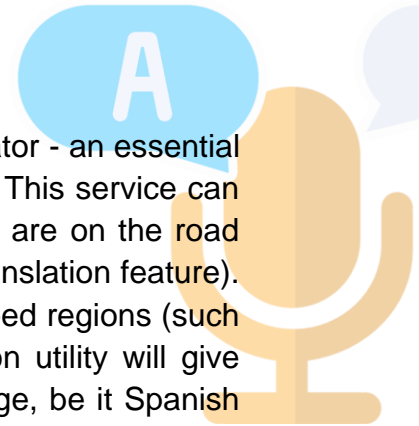 A
ator - an essential
This service can
are on the road
nslation feature).
ed regions (such
on utility will give
ge, be it Spanish